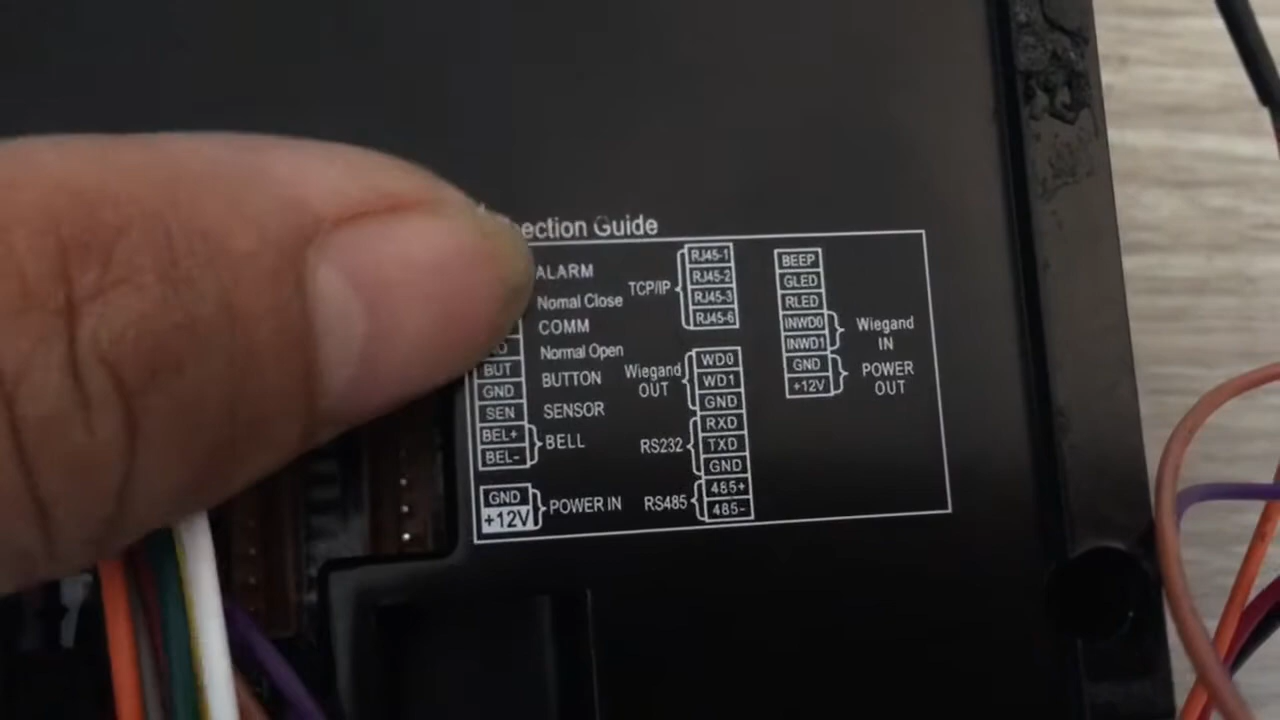 Guide
ALARM
Nomal Close
COMM
Normal Open
BUT
BUTTON
GND
SEN
SENSOR
BEL+
BEL-
BELL
GND
+12V
POWER IN
TCP/IP
RJ45-1
RJ45-2
RJ45-3
RJ45-6
Wiegand
OUT
WD0
WD1
GND
RS232
RXD
TXD
GND
RS485
485+
485-
BEEP
GLED
RLED
INWD0
INWD1
Wiegand
IN
GND
+12V
POWER
OUT